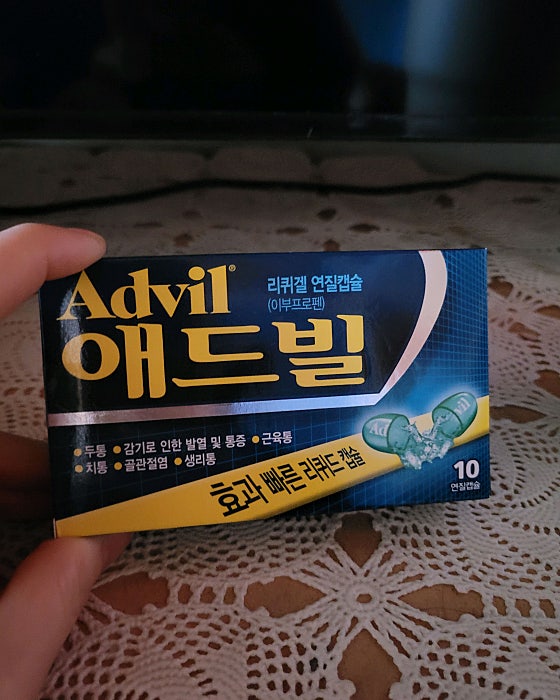 Advil®
리퀴겔 연질캡슐
(이부프로펜)
애드빌
• 두통 • 감기로 인한 발열 및 통증 • 근육통
• 치통 • 골관절염 • 생리통
효과 빠른 리퀴드 캡슐
Ad vil
10
연질캡슐